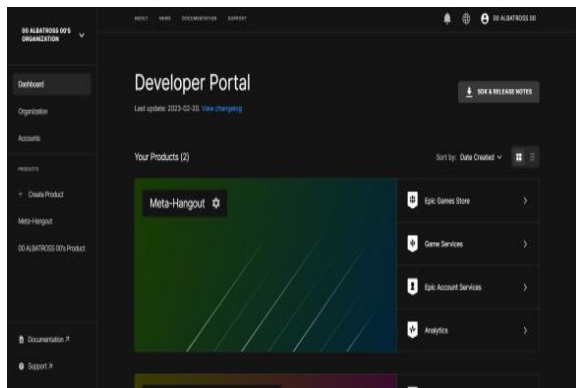 00 ALBATROSS 00'S
ORGANIZATION
ABOUT NEWS DOCUMENTATION SUPPORT
00 ALBATROSS 00
Dashboard
Organization
Accounts
PRODUCTS
+ Create Product
Meta-Hangout
00 ALBATROSS 00's Product
Documentation
Support
Developer Portal
Last update: 2023-02-20. View changelog
SDK & RELEASE NOTES
Your Products (2)
Sort by: Date Created
Meta-Hangout
Epic Games Store
Game Services
Epic Account Services
Analytics